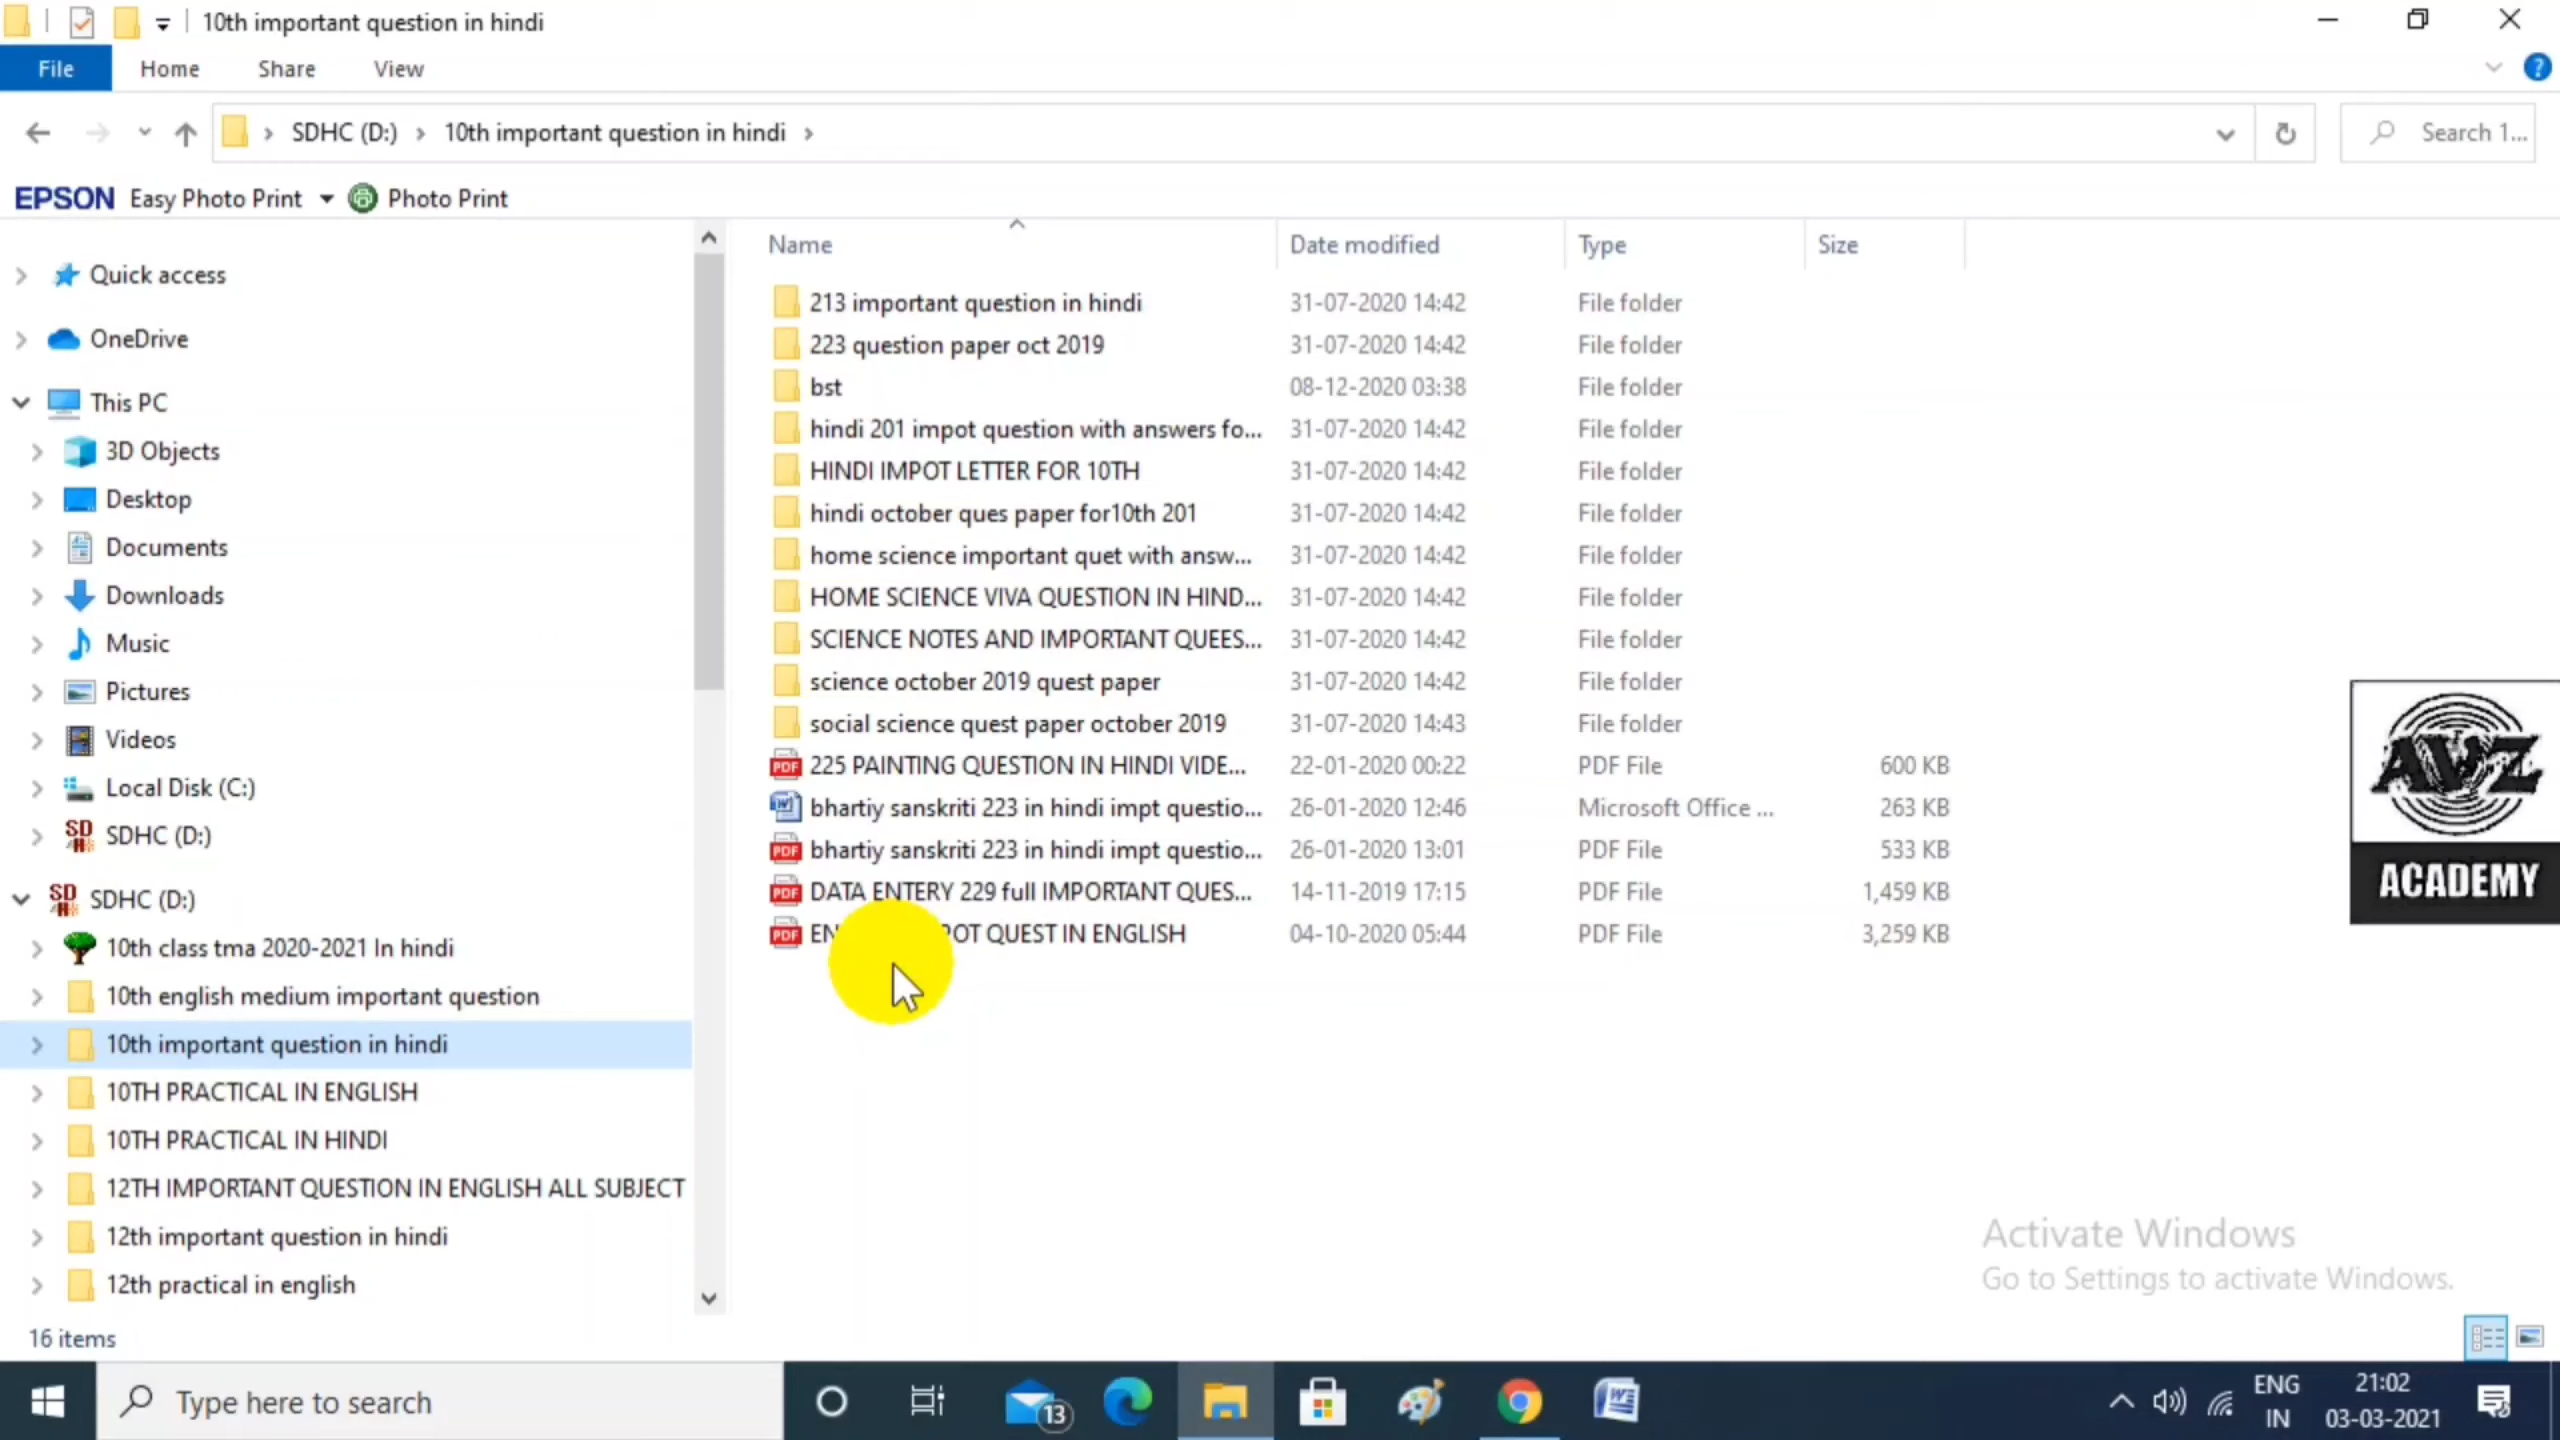 10th important question in hindi
File Home Share View
SDHC (D:) 10th important question in hindi Search 1...
EPSON Easy Photo Print Photo Print
Quick access
OneDrive
This PC
3D Objects
Desktop
Documents
Downloads
Music
Pictures
Videos
Local Disk (C:)
SDHC (D:)
SDHC (D:)
10th class tma 2020-2021 In hindi
10th english medium important question
10th important question in hindi
10TH PRACTICAL IN ENGLISH
10TH PRACTICAL IN HINDI
12TH IMPORTANT QUESTION IN ENGLISH ALL SUBJECT
12th important question in hindi
12th practical in english
Name Date modified Type Size
213 important question in hindi 31-07-2020 14:42 File folder
223 question paper oct 2019 31-07-2020 14:42 File folder
bst 08-12-2020 03:38 File folder
hindi 201 impot question with answers fo... 31-07-2020 14:42 File folder
HINDI IMPOT LETTER FOR 10TH 31-07-2020 14:42 File folder
hindi october ques paper for10th 201 31-07-2020 14:42 File folder
home science important quet with answ... 31-07-2020 14:42 File folder
HOME SCIENCE VIVA QUESTION IN HIND... 31-07-2020 14:42 File folder
SCIENCE NOTES AND IMPORTANT QUEES... 31-07-2020 14:42 File folder
science october 2019 quest paper 31-07-2020 14:42 File folder
social science quest paper october 2019 31-07-2020 14:43 File folder
225 PAINTING QUESTION IN HINDI VIDE... 22-01-2020 00:22 PDF File 600 KB
bhartiy sanskriti 223 in hindi impt questio... 26-01-2020 12:46 Microsoft Office ... 263 KB
bhartiy sanskriti 223 in hindi impt questio... 26-01-2020 13:01 PDF File 533 KB
DATA ENTERY 229 full IMPORTANT QUES... 14-11-2019 17:15 PDF File 1,459 KB
QUEST IN ENGLISH 04-10-2020 05:44 PDF File 3,259 KB
AVZ
ACADEMY
Activate Windows
Go to Settings to activate Windows.
16 items
Type here to search
13
ENG
IN
21:02
03-03-2021